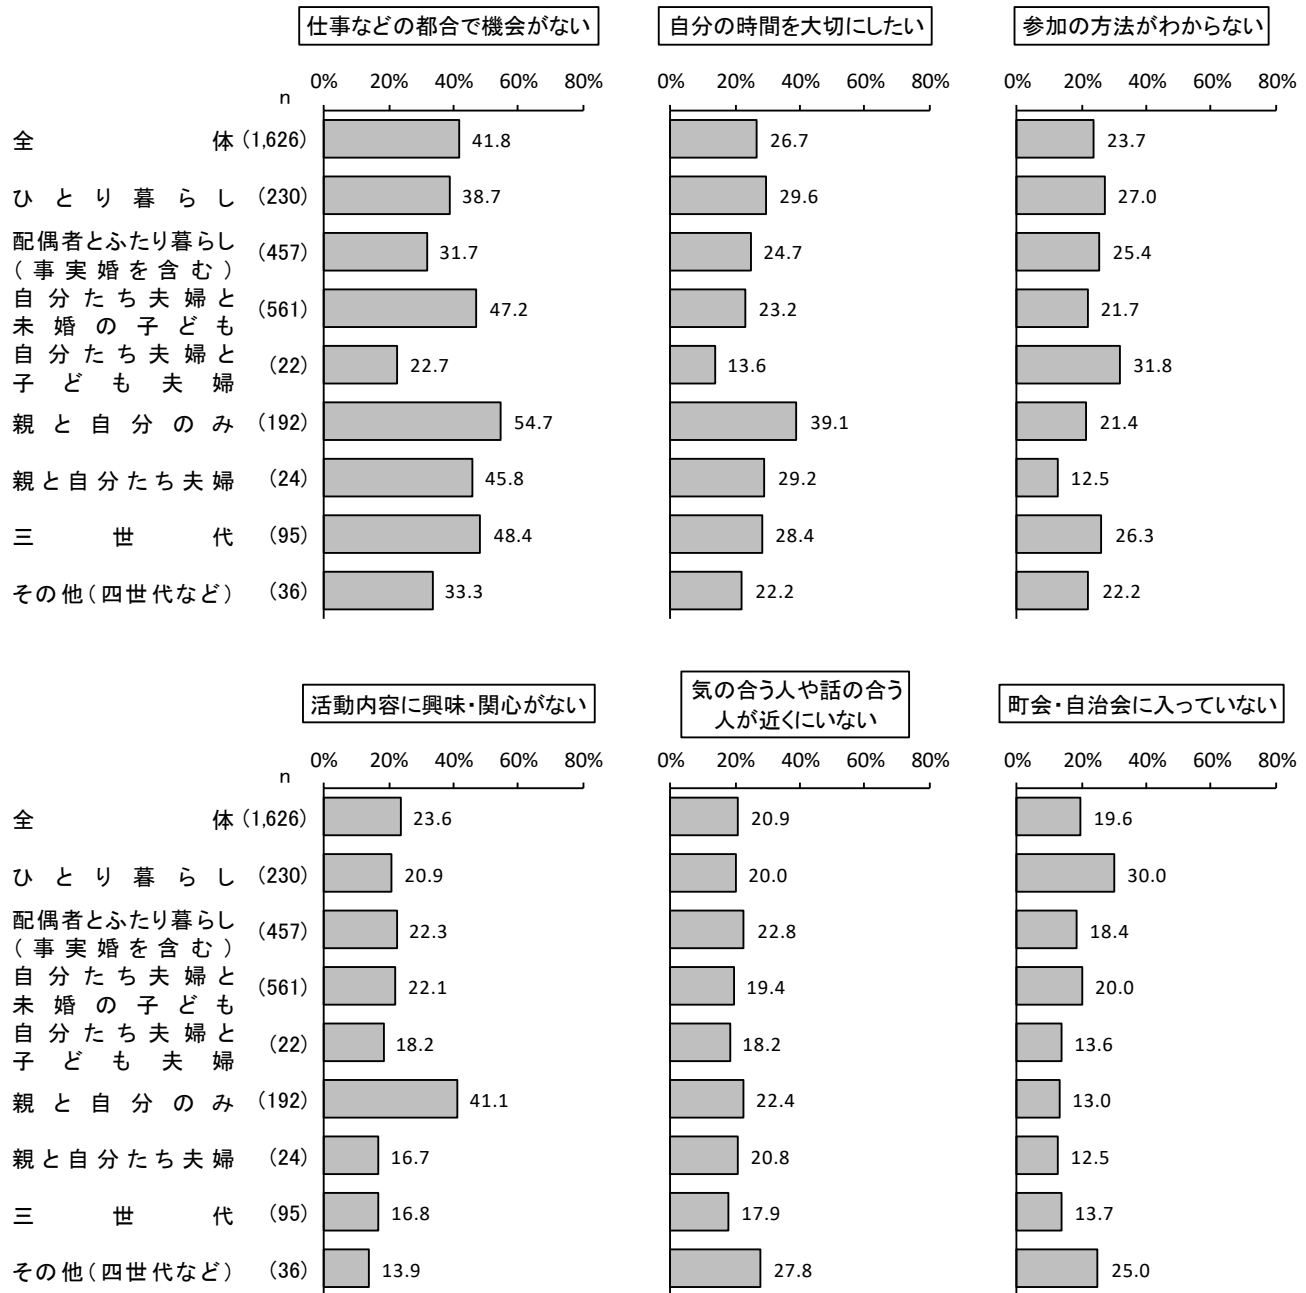 仕事などの都合で機会がない 自分の時間を大切にしたい 参加の方法がわからない
0% 20% 40% 60% 80% 0% 20% 40% 60% 80% 0% 20% 40% 60% 80%
n
全体 (1,626) 41.8 26.7 23.7
ひとり暮らし (230) 38.7 29.6 27.0
配偶者とふたり暮らし
(事実婚を含む) (457) 31.7 24.7 25.4
自分たち夫婦と
未婚の子ども (561) 47.2 23.2 21.7
自分たち夫婦と
子ども夫婦 (22) 22.7 13.6 31.8
親と自分のみ (192) 54.7 39.1 21.4
親と自分たち夫婦 (24) 45.8 29.2 12.5
三世代 (95) 48.4 28.4 26.3
その他(四世代など) (36) 33.3 22.2 22.2
活動内容に興味・関心がない 気の合う人や話の合う 町会・自治会に入っていない
人が近くにいない
0% 20% 40% 60% 80% 0% 20% 40% 60% 80% 0% 20% 40% 60% 80%
n
全体 (1,626) 23.6 20.9 19.6
ひとり暮らし (230) 20.9 20.0 30.0
配偶者とふたり暮らし
(事実婚を含む) (457) 22.3 22.8 18.4
自分たち夫婦と
未婚の子ども (561) 22.1 19.4 20.0
自分たち夫婦と
子ども夫婦 (22) 18.2 18.2 13.6
親と自分のみ (192) 41.1 22.4 13.0
親と自分たち夫婦 (24) 16.7 20.8 12.5
三世代 (95) 16.8 17.9 13.7
その他(四世代など) (36) 13.9 27.8 25.0